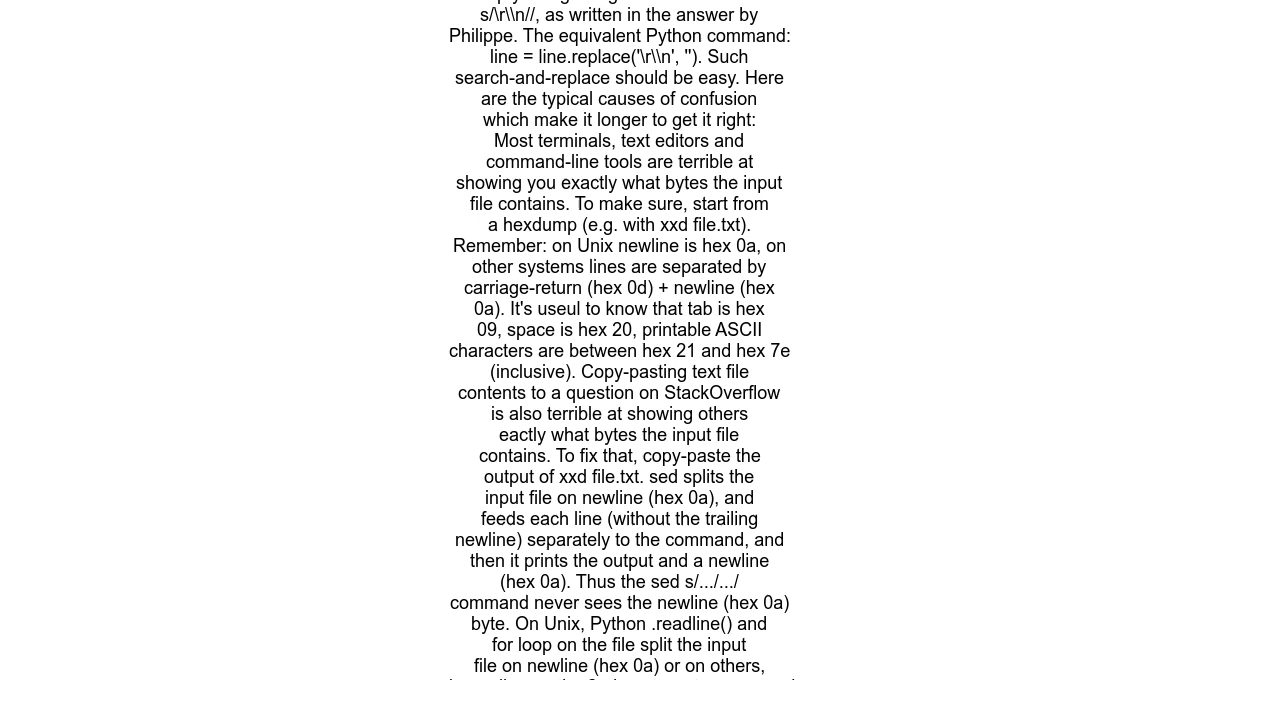 s/\r\\n//, as written in the answer by
Philippe. The equivalent Python command:
line = line.replace('\r\\n', ''). Such
search-and-replace should be easy. Here
are the typical causes of confusion
which make it longer to get it right:
Most terminals, text editors and
command-line tools are terrible at
showing you exactly what bytes the input
file contains. To make sure, start from
a hexdump (e.g. with xxd file.txt).
Remember: on Unix newline is hex 0a, on
other systems lines are separated by
carriage-return (hex 0d) + newline (hex
0a). It's useul to know that tab is hex
09, space is hex 20, printable ASCII
characters are between hex 21 and hex 7e
(inclusive). Copy-pasting text file
contents to a question on StackOverflow
is also terrible at showing others
eactly what bytes the input file
contains. To fix that, copy-paste the
output of xxd file.txt. sed splits the
input file on newline (hex 0a), and
feeds each line (without the trailing
newline) separately to the command, and
then it prints the output and a newline
(hex 0a). Thus the sed s/.../.../
command never sees the newline (hex 0a)
byte. On Unix, Python .readline() and
for loop on the file split the input
file on newline (hex 0a) or on others,